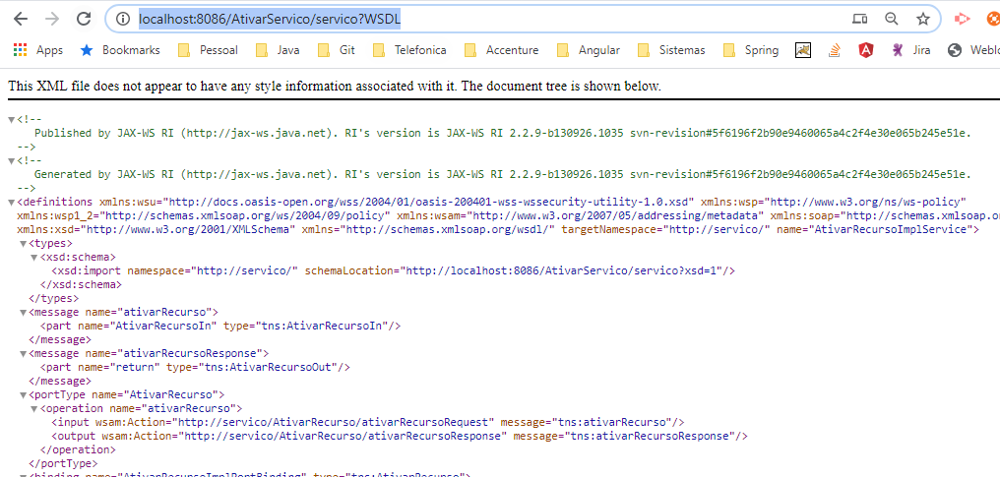 localhost:8086/AtivarServico/servico?WSDL
Apps Bookmarks Pessoal Java Git Telefonica Accenture Angular Sistemas Spring Jira Weblo
This XML file does not appear to have any style information associated with it. The document tree is shown below.
▼<!--
Published by JAX-WS RI (http://jax-ws.java.net). RI's version is JAX-WS RI 2.2.9-b130926.1035 svn-revision#5f6196f2b90e9460065a4c2f4e30e065b245e51e.
-->
▼<!--
Generated by JAX-WS RI (http://jax-ws.java.net). RI's version is JAX-WS RI 2.2.9-b130926.1035 svn-revision#5f6196f2b90e9460065a4c2f4e30e065b245e51e.
-->
▼<definitions xmlns:wsu="http://docs.oasis-open.org/wss/2004/01/oasis-200401-wss-wssecurity-utility-1.0.xsd" xmlns:wsp="http://www.w3.org/ns/ws-policy"
xmlns:wsp1_2="http://schemas.xmlsoap.org/ws/2004/09/policy" xmlns:wsam="http://www.w3.org/2007/05/addressing/metadata" xmlns:soap="http://schemas.xmlsoap.o
xmlns:xsd="http://www.w3.org/2001/XMLSchema" xmlns="http://schemas.xmlsoap.org/wsdl/" targetNamespace="http://servico/" name="AtivarRecursoImplService">
▼<types>
▼<xsd:schema>
<xsd:import namespace="http://servico/" schemaLocation="http://localhost:8086/AtivarServico/servico?xsd=1"/>
</xsd:schema>
</types>
▼<message name="ativarRecurso">
<part name="AtivarRecursoIn" type="tns:AtivarRecursoIn"/>
</message>
▼<message name="ativarRecursoResponse">
<part name="return" type="tns:AtivarRecursoOut"/>
</message>
▼<portType name="AtivarRecurso">
▼<operation name="ativarRecurso">
<input wsam:Action="http://servico/AtivarRecurso/ativarRecursoRequest" message="tns:ativarRecurso"/>
<output wsam:Action="http://servico/AtivarRecurso/ativarRecursoResponse" message="tns:ativarRecursoResponse"/>
</operation>
</portType>
▼<binding name="AtivarRecursoImplPortBinding" type="tns:AtivarRecurso">